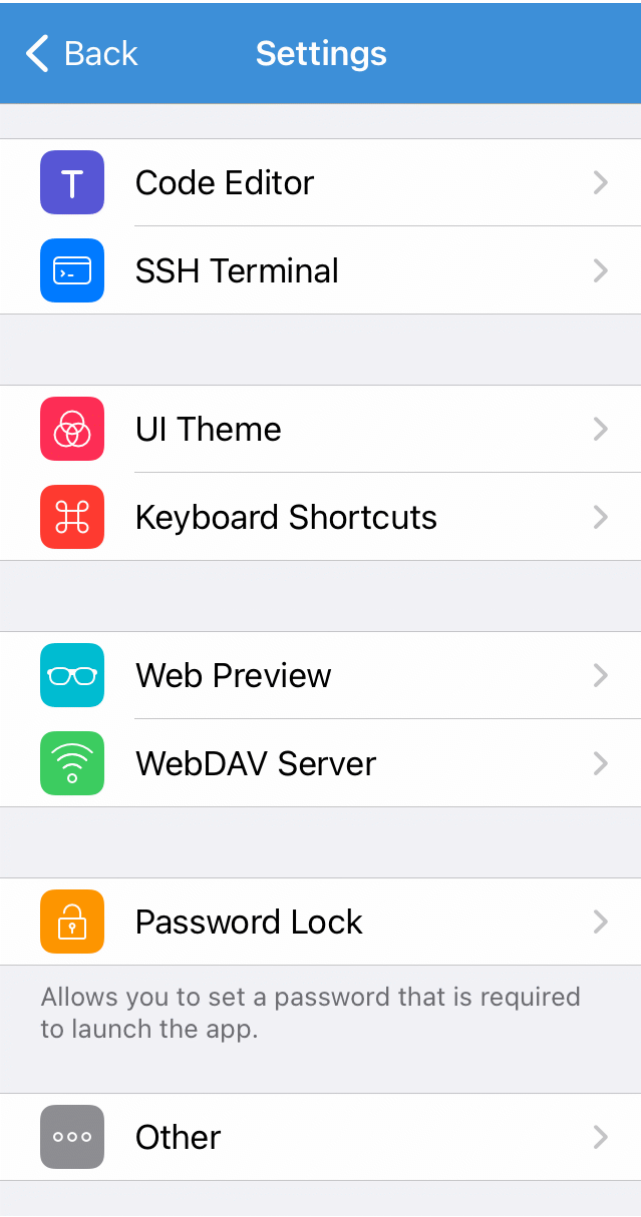 Back
Settings
T
Code Editor
SSH Terminal
UI Theme
Keyboard Shortcuts
Web Preview
WebDAV Server
Password Lock
Allows you to set a password that is required
to launch the app.
Other